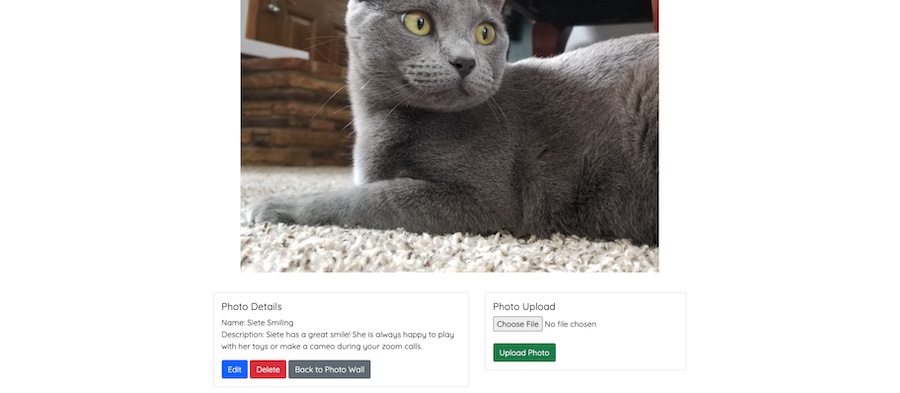 Photo Details
Name: Siete Smiling
Description: Siete has a great smile! She is always happy to play
with her toys or make a cameo during your zoom calls.
Edit Delete Back to Photo Wall
Photo Upload
Choose File No file chosen
Upload Photo